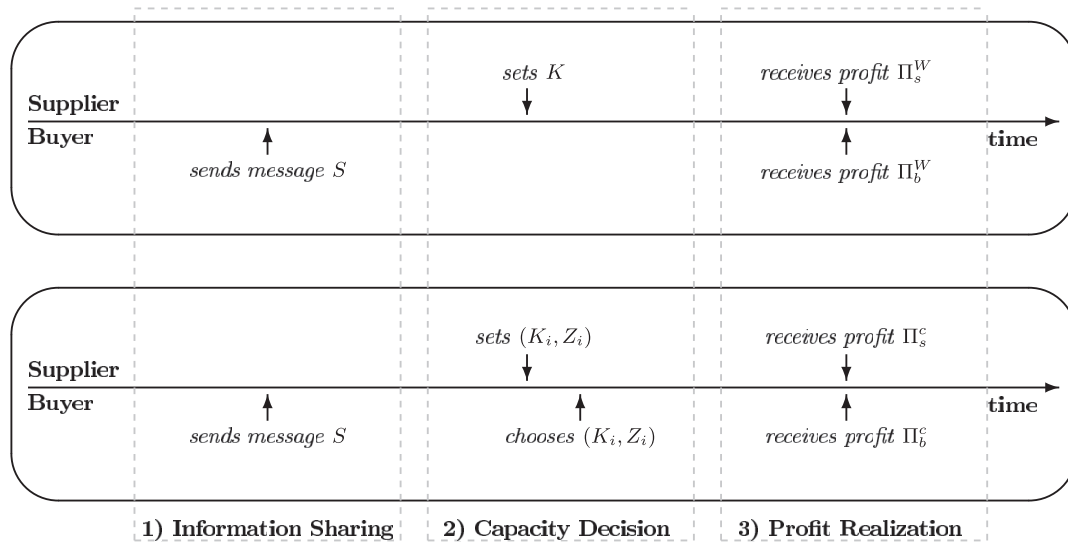 sets K
receives profit Π_s^W
Supplier
Buyer
time
sends message S
receives profit Π_b^W
sets (K_i, Z_i)
receives profit Π_s^c
Supplier
Buyer
time
sends message S
chooses (K_i, Z_i)
receives profit Π_b^c
1) Information Sharing
2) Capacity Decision
3) Profit Realization